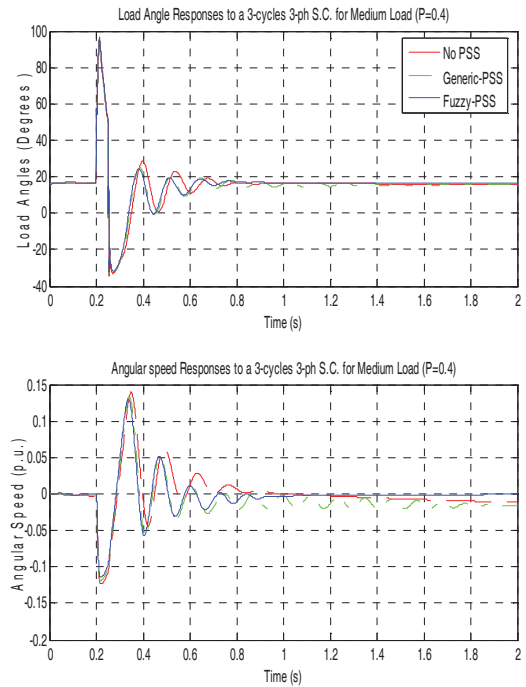 Load Angle Responses to a 3-cycles 3-ph S.C. for Medium Load (P=0.4)
100
80
60
40
20
0
-20
-40
Load Angles (Degrees)
No PSS
Generic-PSS
Fuzzy-PSS
0 0.2 0.4 0.6 0.8 1 1.2 1.4 1.6 1.8 2
Time (s)
Angular speed Responses to a 3-cycles 3-ph S.C. for Medium Load (P=0.4)
0.15
0.1
0.05
0
-0.05
-0.1
-0.15
-0.2
Angular Speed (p.u.)
0 0.2 0.4 0.6 0.8 1 1.2 1.4 1.6 1.8 2
Time (s)